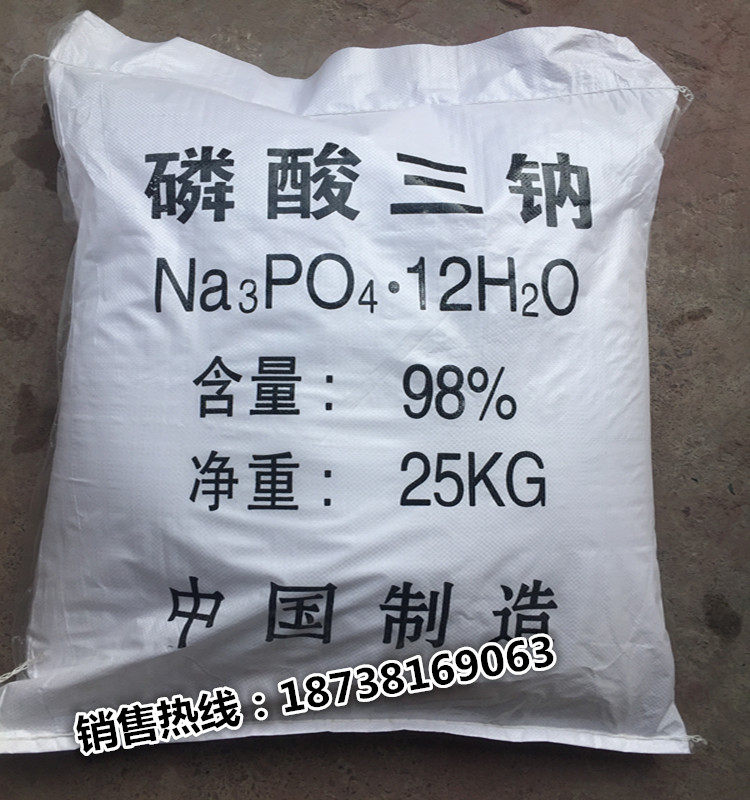 磷酸三钠
Na₃PO₄·12H₂O
含量: 98%
净重: 25KG
中国制造
销售热线：18738169063